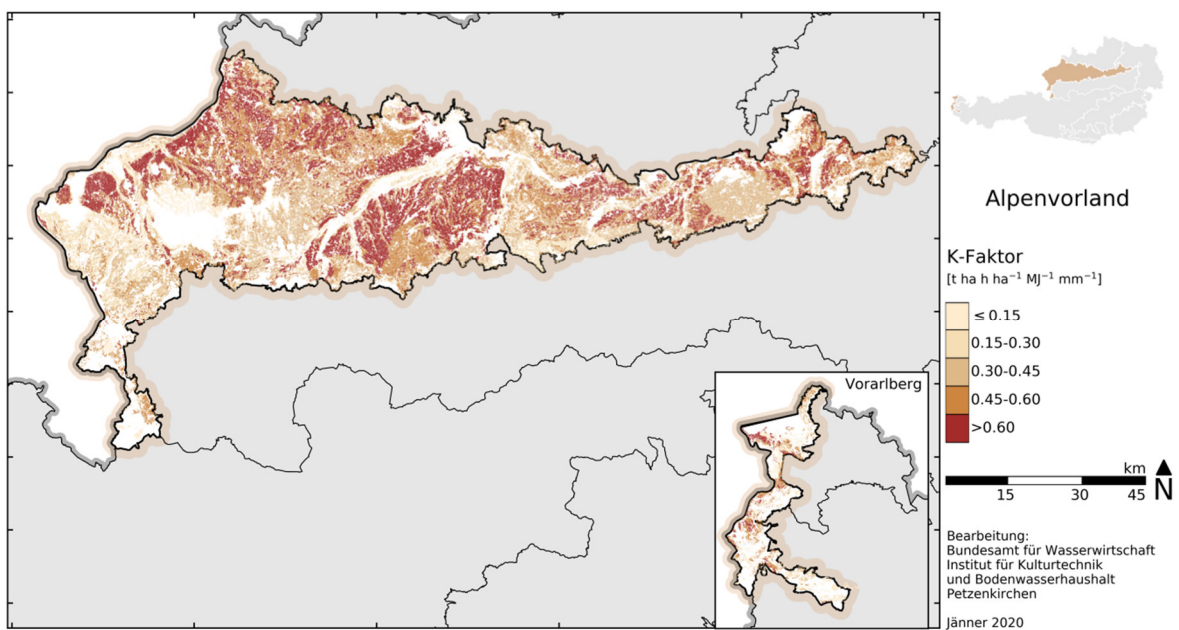 Alpenvorland
K-Faktor
[t ha h ha⁻¹ MJ⁻¹ mm⁻¹]
≤ 0.15
0.15-0.30
0.30-0.45
0.45-0.60
>0.60
Vorarlberg
km
15 30 45
N
Bearbeitung:
Bundesamt für Wasserwirtschaft
Institut für Kulturtechnik
und Bodenwasserhaushalt
Petzenkirchen
Jänner 2020